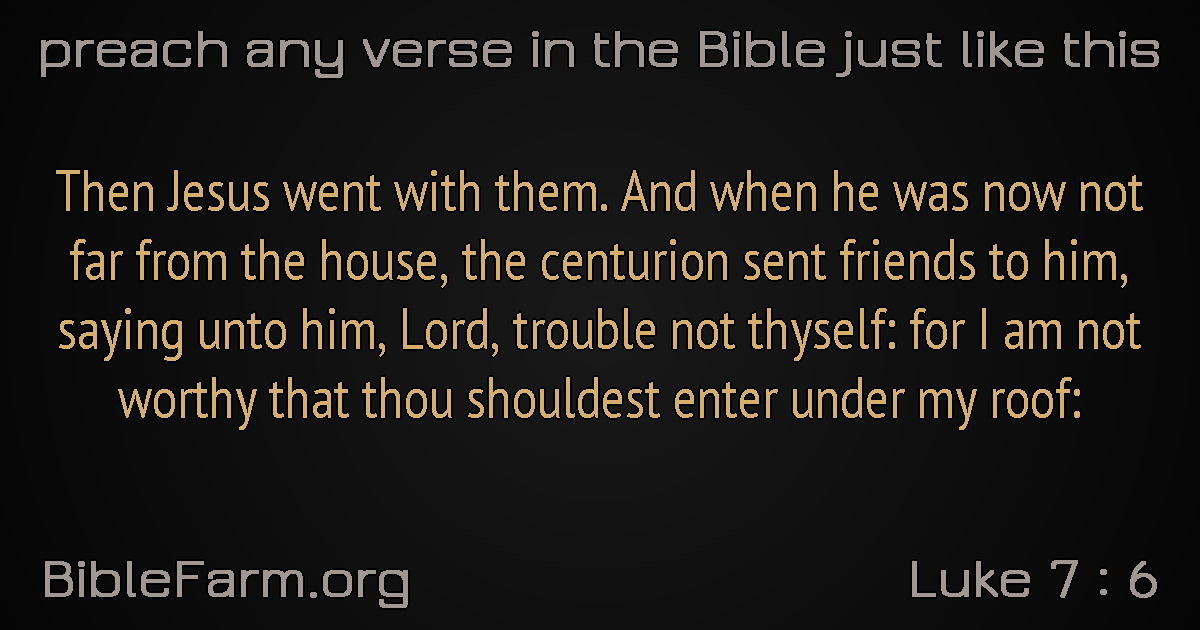 preach any verse in the Bible just like this
Then Jesus went with them. And when he was now not
far from the house, the centurion sent friends to him,
saying unto him, Lord, trouble not thyself: for I am not
worthy that thou shouldest enter under my roof:
BibleFarm.org
Luke 7 : 6